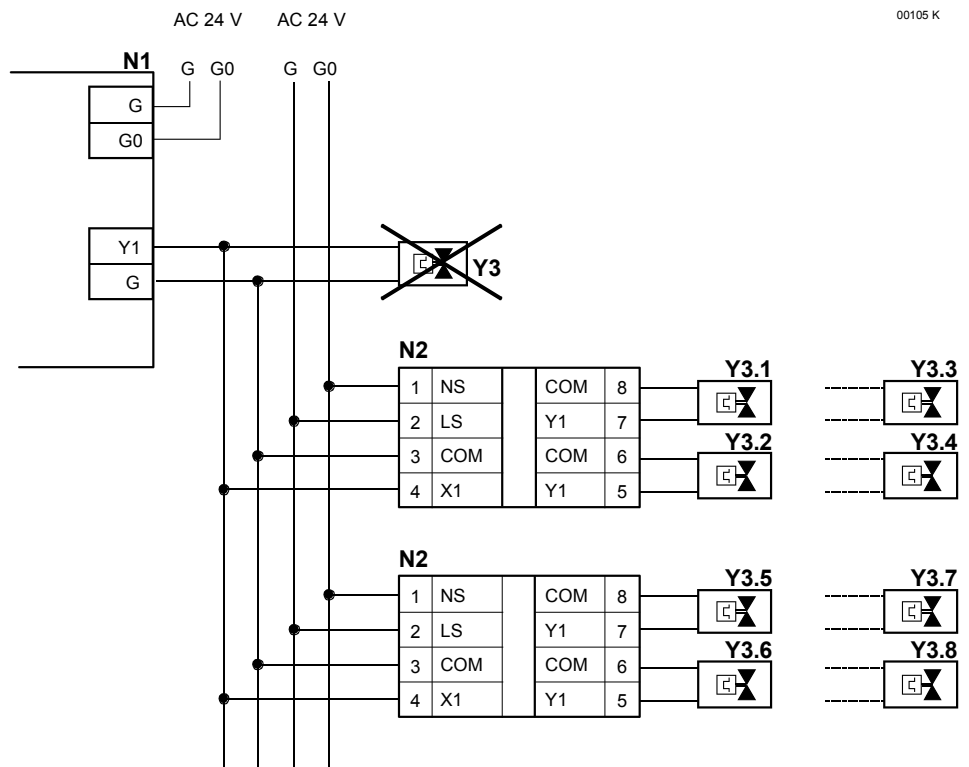 AC 24 V AC 24 V 00105 K
N1 G G0 G G0
G
G0
Y1
G
Y3
N2 Y3.1 Y3.3
1 NS COM 8
2 LS Y1 7
Y3.2 Y3.4
3 COM COM 6
4 X1 Y1 5
N2 Y3.5 Y3.7
1 NS COM 8
2 LS Y1 7
Y3.6 Y3.8
3 COM COM 6
4 X1 Y1 5